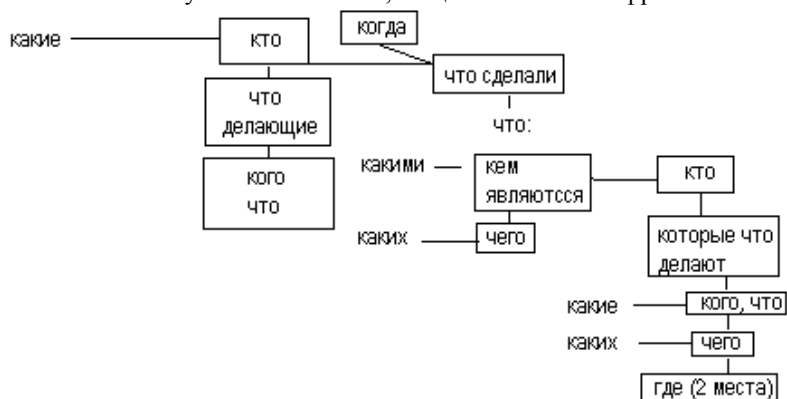 какие
кто
когда
что сделали
что
делающие
что:
кого
что
какими
кем
являютсся
кто
каких
чего
которые что
делают
какие
кого, что
каких
чего
где (2 места)